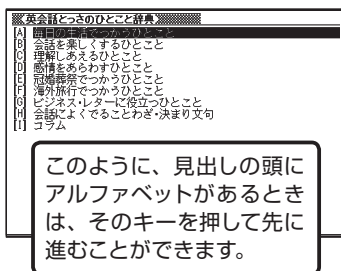 英会話とっさのひとこと辞典
[A] 毎日の生活でつかうひとこと
[B] 会話を楽しくするひとこと
[C] 理解しあえるひとこと
[D] 感情をあらわすひとこと
[E] 冠婚葬祭でつかうひとこと
[F] 海外旅行でつかうひとこと
[G] ビジネス・レターに役立つひとこと
[H] 会話によくでることわざ・決まり文句
[I] コラム
このように、見出しの頭に
アルファベットがあるとき
は、そのキーを押して先に
進むことができます。